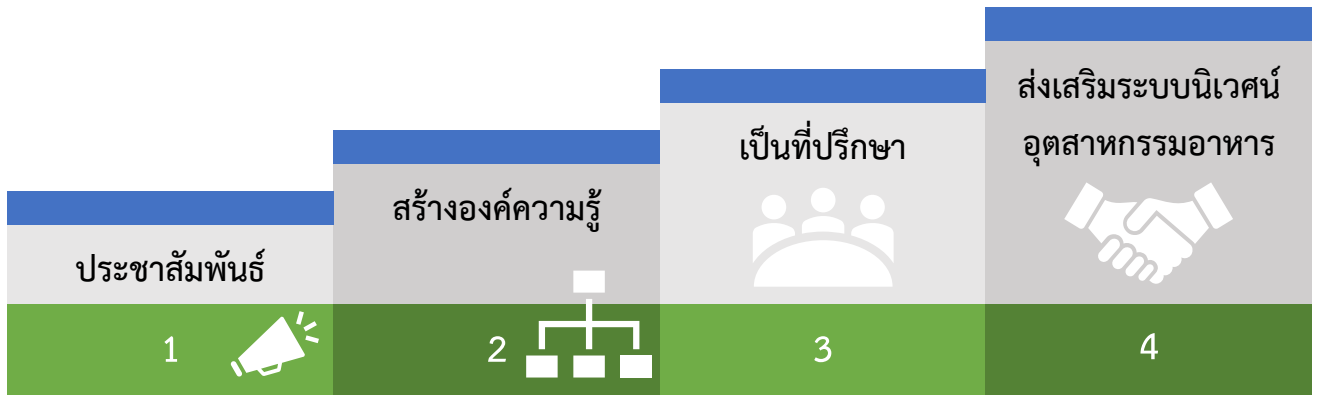 ประชาสัมพันธ์
1
สร้างองค์ความรู้
2
เป็นที่ปรึกษา
3
ส่งเสริมระบบนิเวศน์
อุตสาหกรรมอาหาร
4